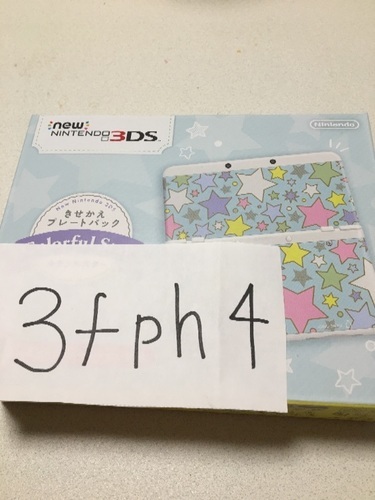 new
NINTENDO 3DS
Nintendo
New Nintendo 3DS
きせかえ
プレートパック
Colorful S
3fph4